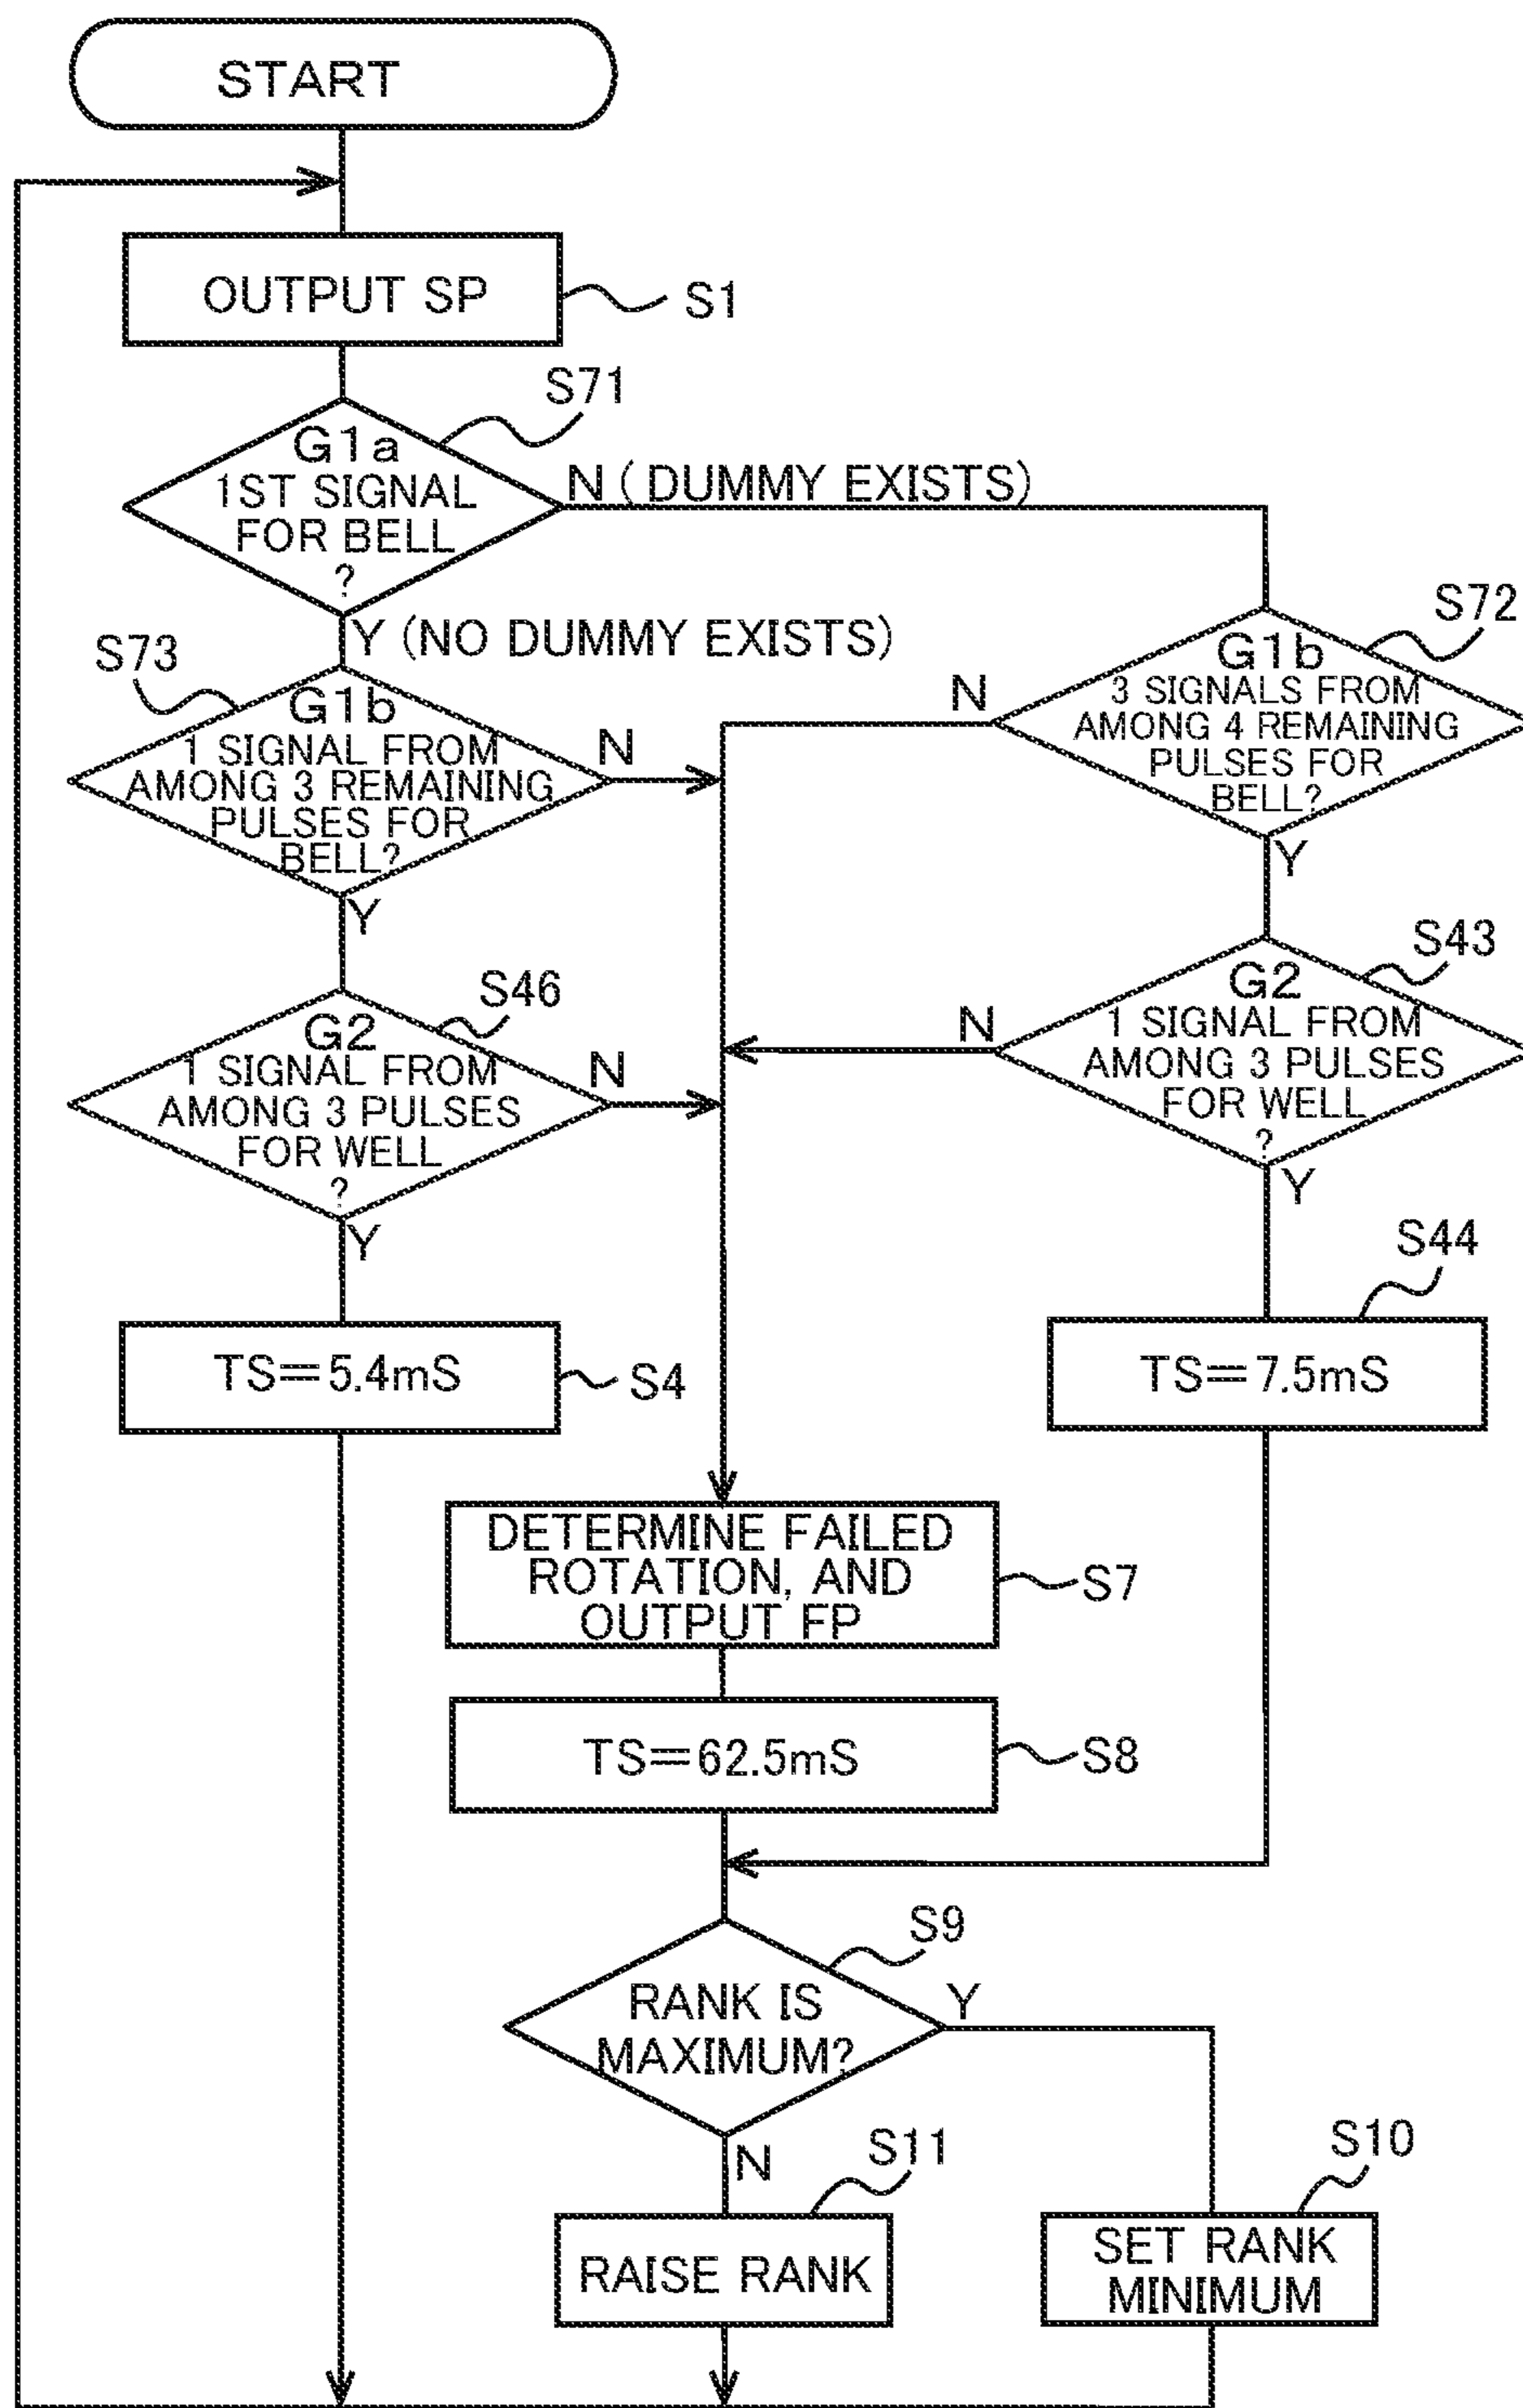 START
OUTPUT SP
S1
S71
G1a
1ST SIGNAL
FOR BELL
?
N ( DUMMY EXISTS)
Y (NO DUMMY EXISTS)
S73
G1b
1 SIGNAL FROM
AMONG 3 REMAINING
PULSES FOR
BELL?
N
Y
S72
G1b
3 SIGNALS FROM
AMONG 4 REMAINING
PULSES FOR
BELL?
N
Y
S46
G2
1 SIGNAL FROM
AMONG 3 PULSES
FOR WELL
?
N
Y
S43
G2
1 SIGNAL FROM
AMONG 3 PULSES
FOR WELL
?
N
Y
TS=5.4mS
S4
S44
TS=7.5mS
DETERMINE FAILED
ROTATION, AND
OUTPUT FP
S7
TS=62.5mS
S8
S9
RANK IS
MAXIMUM?
Y
N
S11
RAISE RANK
S10
SET RANK
MINIMUM